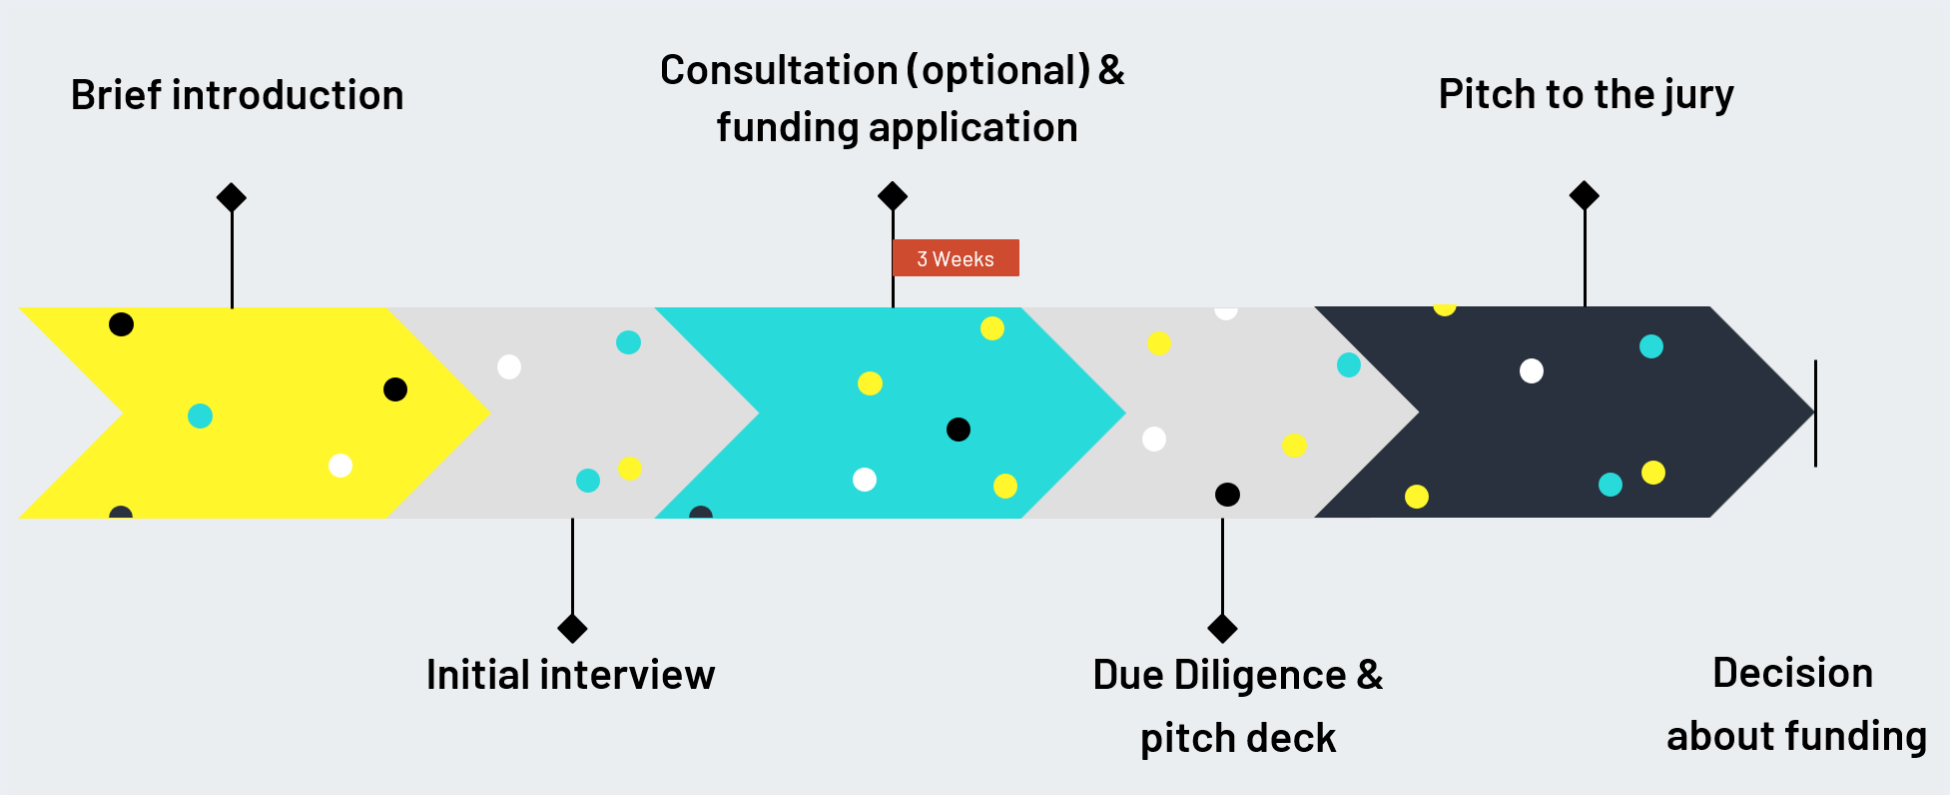 Brief introduction
Consultation (optional) &
funding application
Pitch to the jury
3 Weeks
Initial interview
Due Diligence &
pitch deck
Decision
about funding